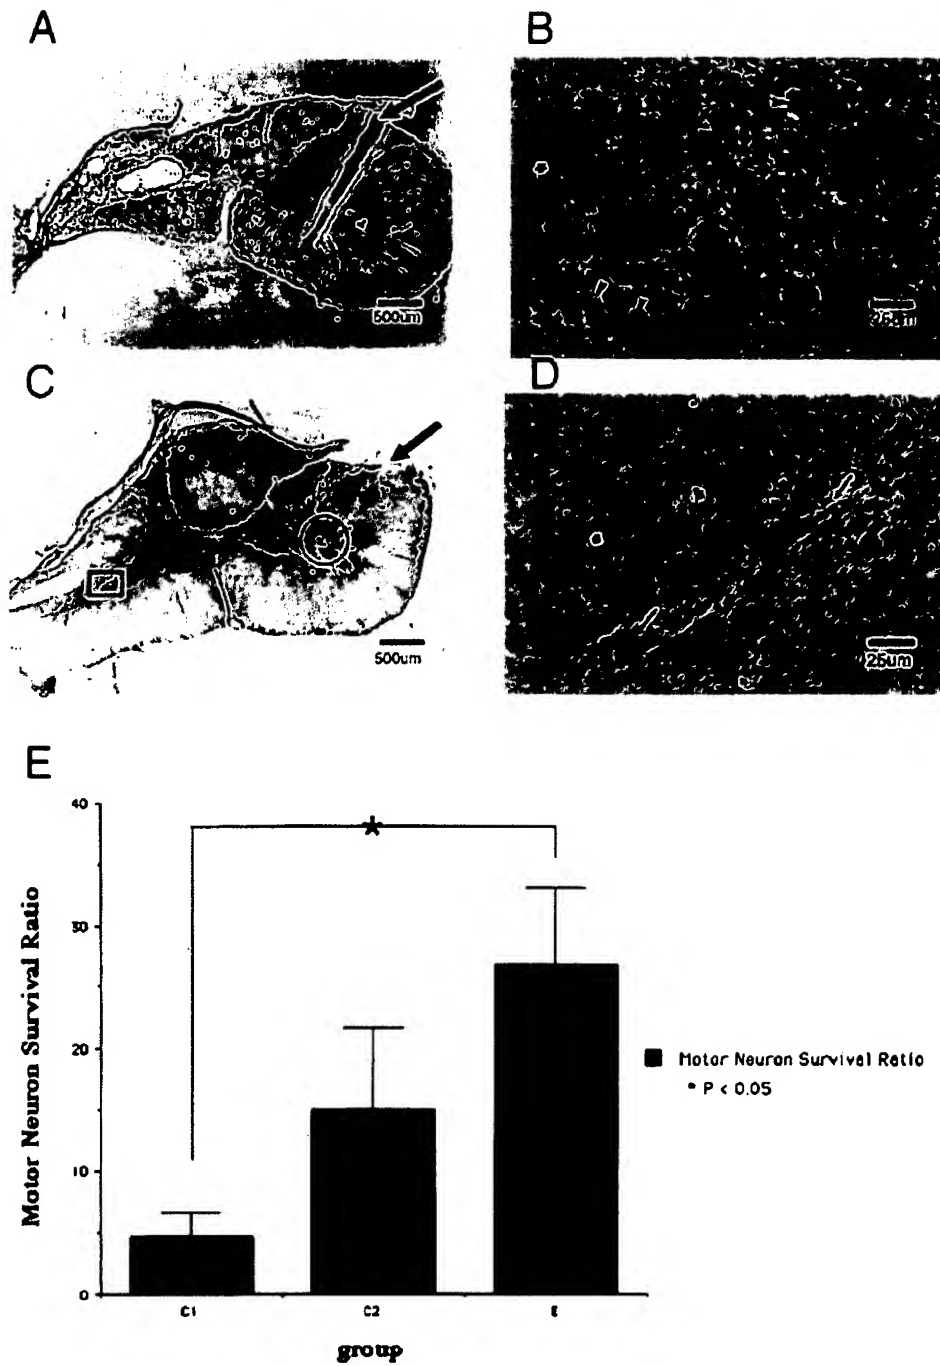 A
B
500um
25um
C
D
500um
25um
E
Motor Neuron Survival Ratio
40
30
20
10
0
*
C1
C2
E
group
Motor Neuron Survival Ratio
* P < 0.05